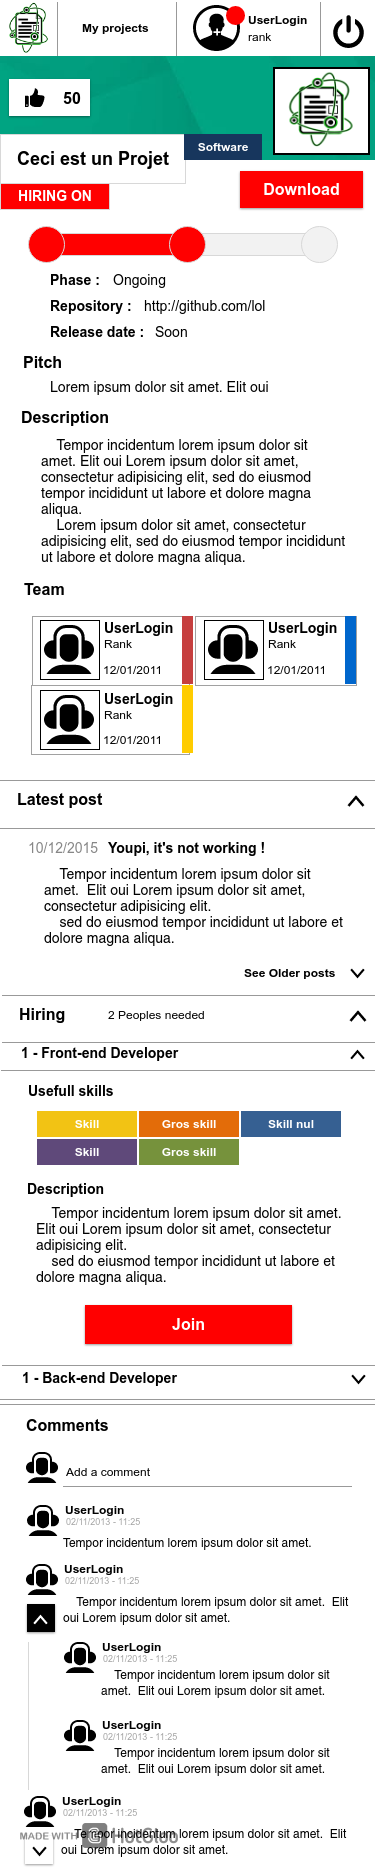 My projects
UserLogin
rank
50
Software
Ceci est un Projet
HIRING ON
Download
Phase : Ongoing
Repository : http://github.com/lol
Release date : Soon
Pitch
Lorem ipsum dolor sit amet. Elit oui
Description
Tempor incidentum lorem ipsum dolor sit
amet. Elit oui Lorem ipsum dolor sit amet,
consectetur adipisicing elit, sed do eiusmod
tempor incididunt ut labore et dolore magna
aliqua.
Lorem ipsum dolor sit amet, consectetur
adipisicing elit, sed do eiusmod tempor incididunt
ut labore et dolore magna aliqua.
Team
UserLogin
Rank
12/01/2011
UserLogin
Rank
12/01/2011
UserLogin
Rank
12/01/2011
Latest post
10/12/2015 Youpi, it's not working !
Tempor incidentum lorem ipsum dolor sit
amet. Elit oui Lorem ipsum dolor sit amet,
consectetur adipisicing elit.
sed do eiusmod tempor incididunt ut labore et
dolore magna aliqua.
See Older posts
Hiring 2 Peoples needed
1 - Front-end Developer
Usefull skills
Skill Gros skill Skill nul
Skill Gros skill
Description
Tempor incidentum lorem ipsum dolor sit amet.
Elit oui Lorem ipsum dolor sit amet, consectetur
adipisicing elit.
sed do eiusmod tempor incididunt ut labore et
dolore magna aliqua.
Join
1 - Back-end Developer
Comments
Add a comment
UserLogin
02/11/2013 - 11:25
Tempor incidentum lorem ipsum dolor sit amet.
UserLogin
02/11/2013 - 11:25
Tempor incidentum lorem ipsum dolor sit amet. Elit
oui Lorem ipsum dolor sit amet.
UserLogin
02/11/2013 - 11:25
Tempor incidentum lorem ipsum dolor sit
amet. Elit oui Lorem ipsum dolor sit amet.
UserLogin
02/11/2013 - 11:25
Tempor incidentum lorem ipsum dolor sit
amet. Elit oui Lorem ipsum dolor sit amet.
UserLogin
02/11/2013 - 11:25
Tempor incidentum lorem ipsum dolor sit amet. Elit
oui Lorem ipsum dolor sit amet.
MADE WITH HotGloo